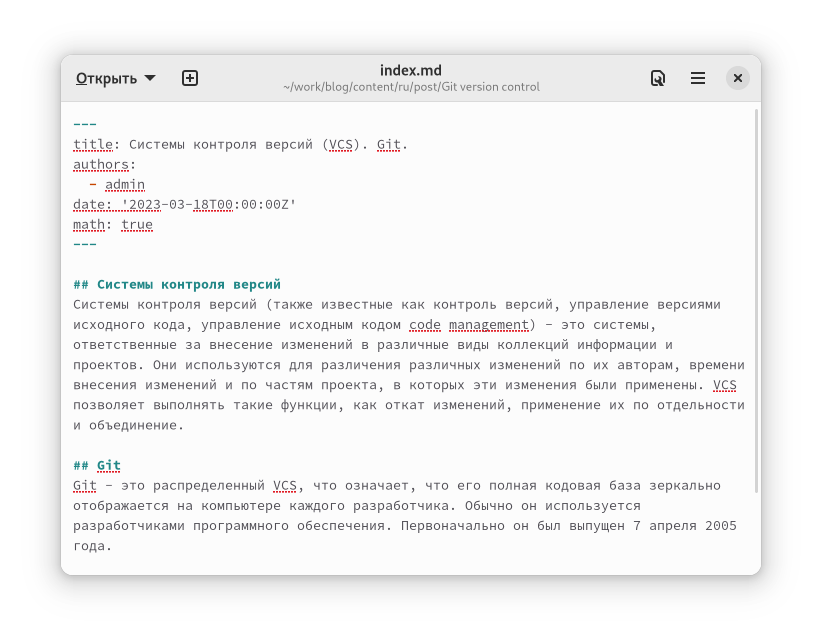 Открыть
index.md
~/work/blog/content/ru/post/Git version control
---
title: Системы контроля версий (VCS). Git.
authors:
  - admin
date: '2023-03-18T00:00:00Z'
math: true
---
## Системы контроля версий
Системы контроля версий (также известные как контроль версий, управление версиями
исходного кода, управление исходным кодом code management) - это системы,
ответственные за внесение изменений в различные виды коллекций информации и
проектов. Они используются для различения различных изменений по их авторам, времени
внесения изменений и по частям проекта, в которых эти изменения были применены. VCS
позволяет выполнять такие функции, как откат изменений, применение их по отдельности
и объединение.
## Git
Git - это распределенный VCS, что означает, что его полная кодовая база зеркально
отображается на компьютере каждого разработчика. Обычно он используется
разработчиками программного обеспечения. Первоначально он был выпущен 7 апреля 2005
года.